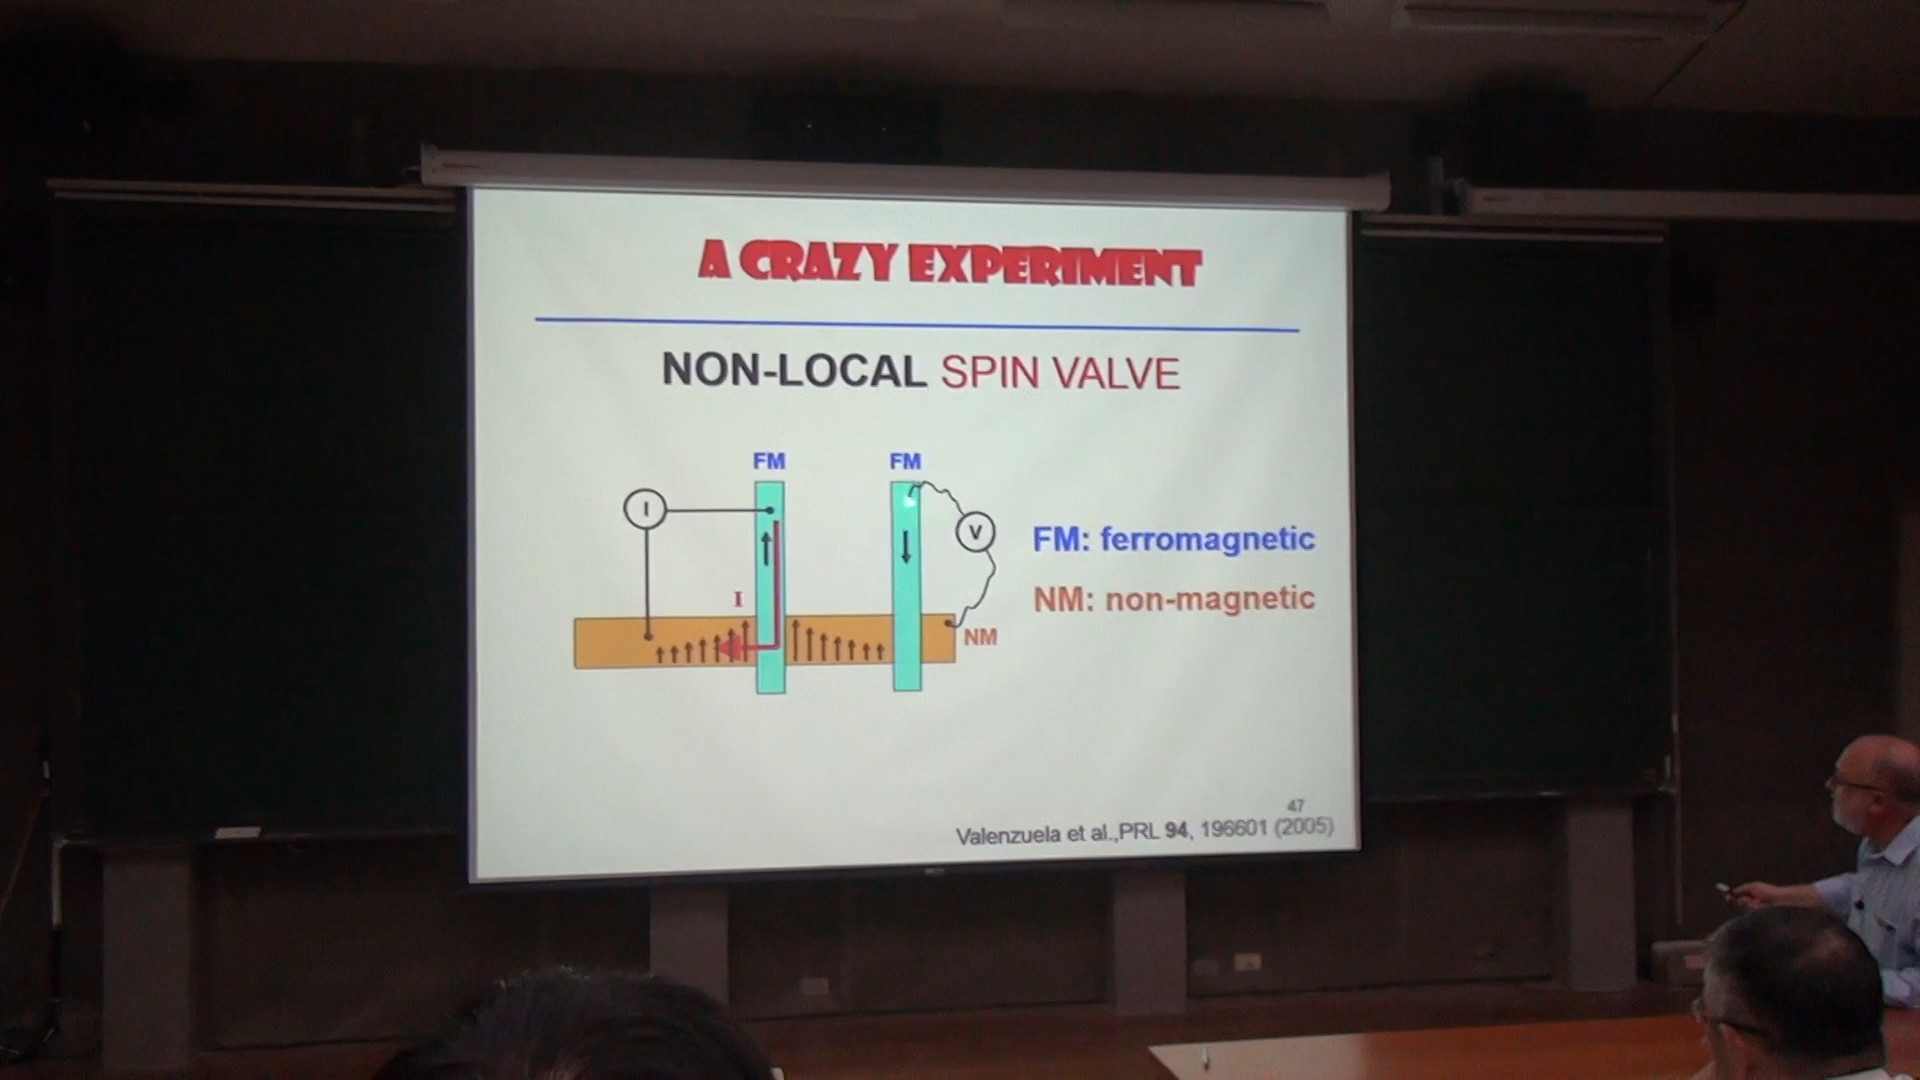 A CRAZY EXPERIMENT
NON-LOCAL SPIN VALVE
FM
FM
I
V
FM: ferromagnetic
I
NM: non-magnetic
NM
47
Valenzuela et al.,PRL 94, 196601 (2005)